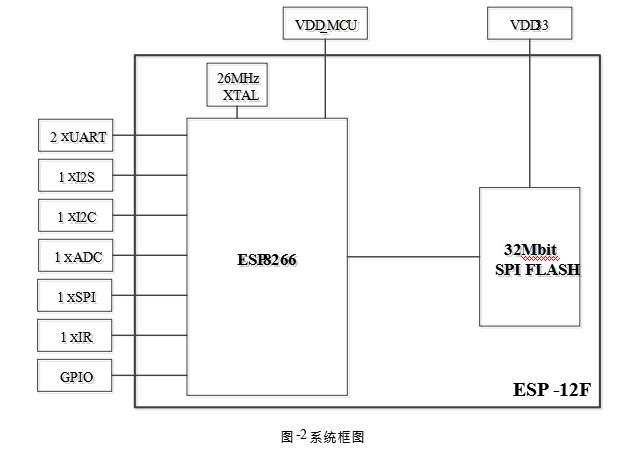 VDD_MCU
VDD33
26MHz
XTAL
2 xUART
1 xI2S
1 xI2C
1 xADC
1 xSPI
1 xIR
GPIO
ESP8266
32Mbit
SPI FLASH
ESP -12F
图 -2 系统框图